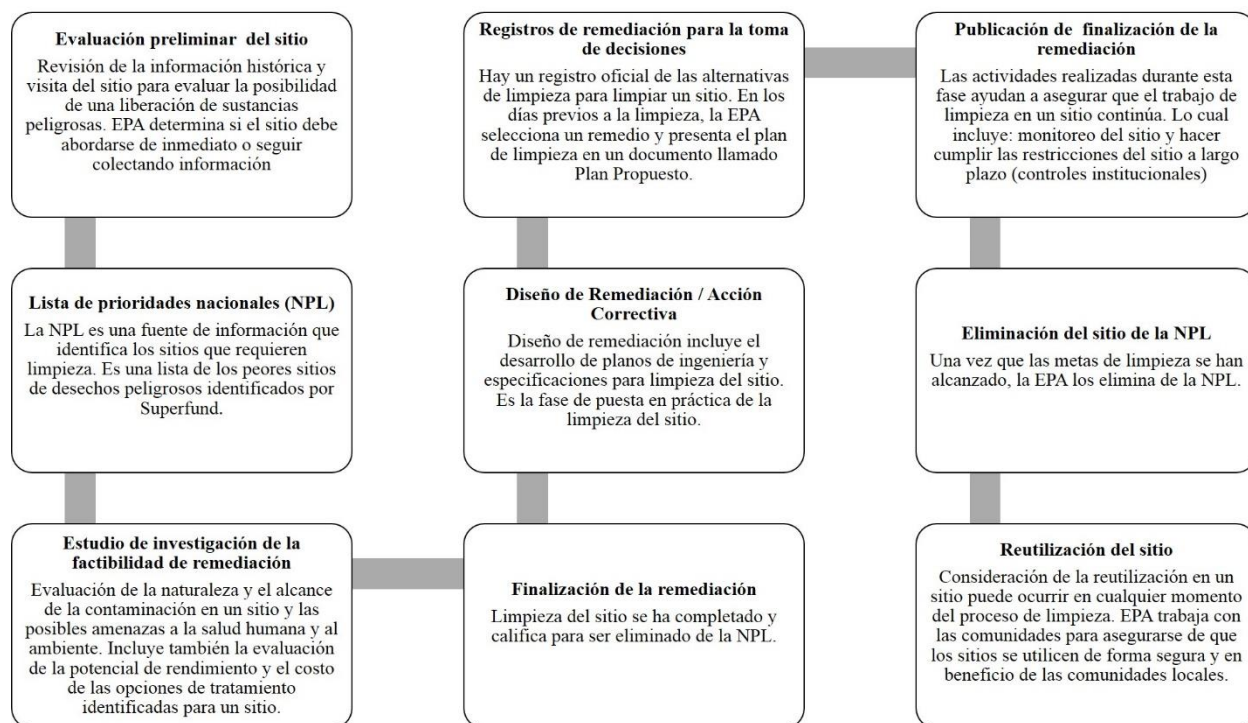 Evaluación preliminar del sitio
Revisión de la información histórica y
visita del sitio para evaluar la posibilidad
de una liberación de sustancias
peligrosas. EPA determina si el sitio debe
abordarse de inmediato o seguir
colectando información
Lista de prioridades nacionales (NPL)
La NPL es una fuente de información que
identifica los sitios que requieren
limpieza. Es una lista de los peores sitios
de desechos peligrosos identificados por
Superfund.
Estudio de investigación de la
factibilidad de remediación
Evaluación de la naturaleza y el alcance
de la contaminación en un sitio y las
posibles amenazas a la salud humana y al
ambiente. Incluye también la evaluación
de la potencial de rendimiento y el costo
de las opciones de tratamiento
identificadas para un sitio.
Registros de remediación para la toma
de decisiones
Hay un registro oficial de las alternativas
de limpieza para limpiar un sitio. En los
días previos a la limpieza, la EPA
selecciona un remedio y presenta el plan
de limpieza en un documento llamado
Plan Propuesto.
Diseño de Remediación / Acción
Correctiva
Diseño de remediación incluye el
desarrollo de planos de ingeniería y
especificaciones para limpieza del sitio.
Es la fase de puesta en práctica de la
limpieza del sitio.
Finalización de la remediación
Limpieza del sitio se ha completado y
califica para ser eliminado de la NPL.
Publicación de finalización de la
remediación
Las actividades realizadas durante esta
fase ayudan a asegurar que el trabajo de
limpieza en un sitio continúa. Lo cual
incluye: monitoreo del sitio y hacer
cumplir las restricciones del sitio a largo
plazo (controles institucionales)
Eliminación del sitio de la NPL
Una vez que las metas de limpieza se han
alcanzado, la EPA los elimina de la NPL.
Reutilización del sitio
Consideración de la reutilización en un
sitio puede ocurrir en cualquier momento
del proceso de limpieza. EPA trabaja con
las comunidades para asegurarse de que
los sitios se utilicen de forma segura y en
beneficio de las comunidades locales.